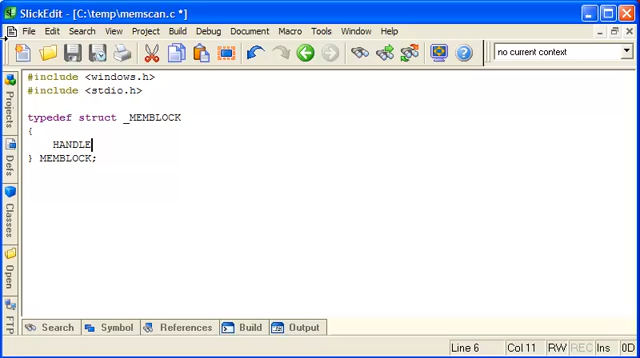 SlickEdit - [C:\temp\memscan.c *]
File Edit Search View Project Build Debug Document Macro Tools Window Help
no current context
#include <windows.h>
#include <stdio.h>
typedef struct _MEMBLOCK
{
HANDLE
} MEMBLOCK;
Projects
Defs
Classes
Open
FTP
Search Symbol References Build Output
Line 6 Col 11 RW REC Ins 0D